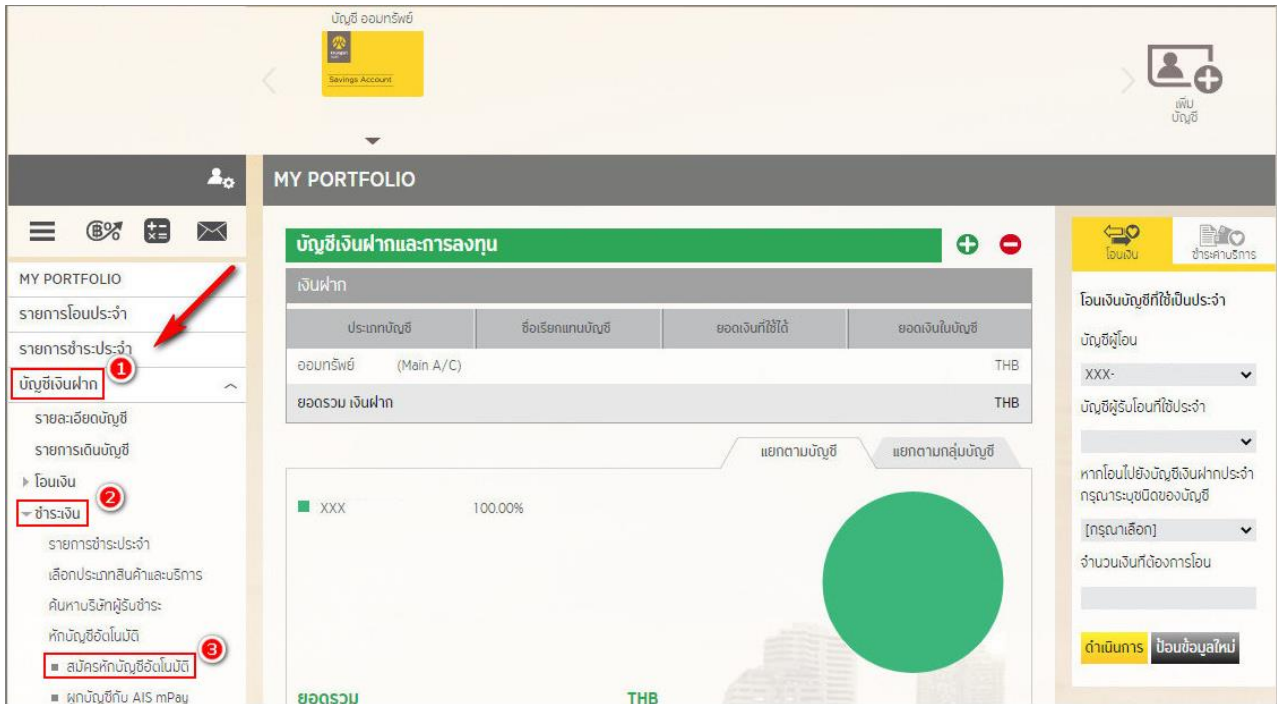 บัญชี ออมทรัพย์
krungsri
Savings Account
เพิ่ม
บัญชี
MY PORTFOLIO
MY PORTFOLIO
รายการโอนประจำ
รายการชำระประจำ
1
บัญชีเงินฝาก
รายละเอียดบัญชี
รายการเดินบัญชี
โอนเงิน
2
ชำระเงิน
รายการชำระประจำ
เลือกประเภทสินค้าและบริการ
ค้นหาบริษัทผู้รับชำระ
หักบัญชีอัตโนมัติ
3
สมัครหักบัญชีอัตโนมัติ
ผูกบัญชีกับ AIS mPay
บัญชีเงินฝากและการลงทุน
เงินฝาก
ประเภทบัญชี ชื่อเรียกแทนบัญชี ยอดเงินที่ใช้ได้ ยอดเงินในบัญชี
ออมทรัพย์ (Main A/C) THB
ยอดรวม เงินฝาก THB
แยกตามบัญชี แยกตามกลุ่มบัญชี
XXX 100.00%
ยอดรวม THB
โอนเงิน ชำระค่าบริการ
โอนเงินบัญชีที่ใช้เป็นประจำ
บัญชีผู้โอน
XXX-
บัญชีผู้รับโอนที่ใช้ประจำ
หากโอนไปยังบัญชีเงินฝากประจำ
กรุณาระบุชนิดของบัญชี
[กรุณาเลือก]
จำนวนเงินที่ต้องการโอน
ดำเนินการ ป้อนข้อมูลใหม่